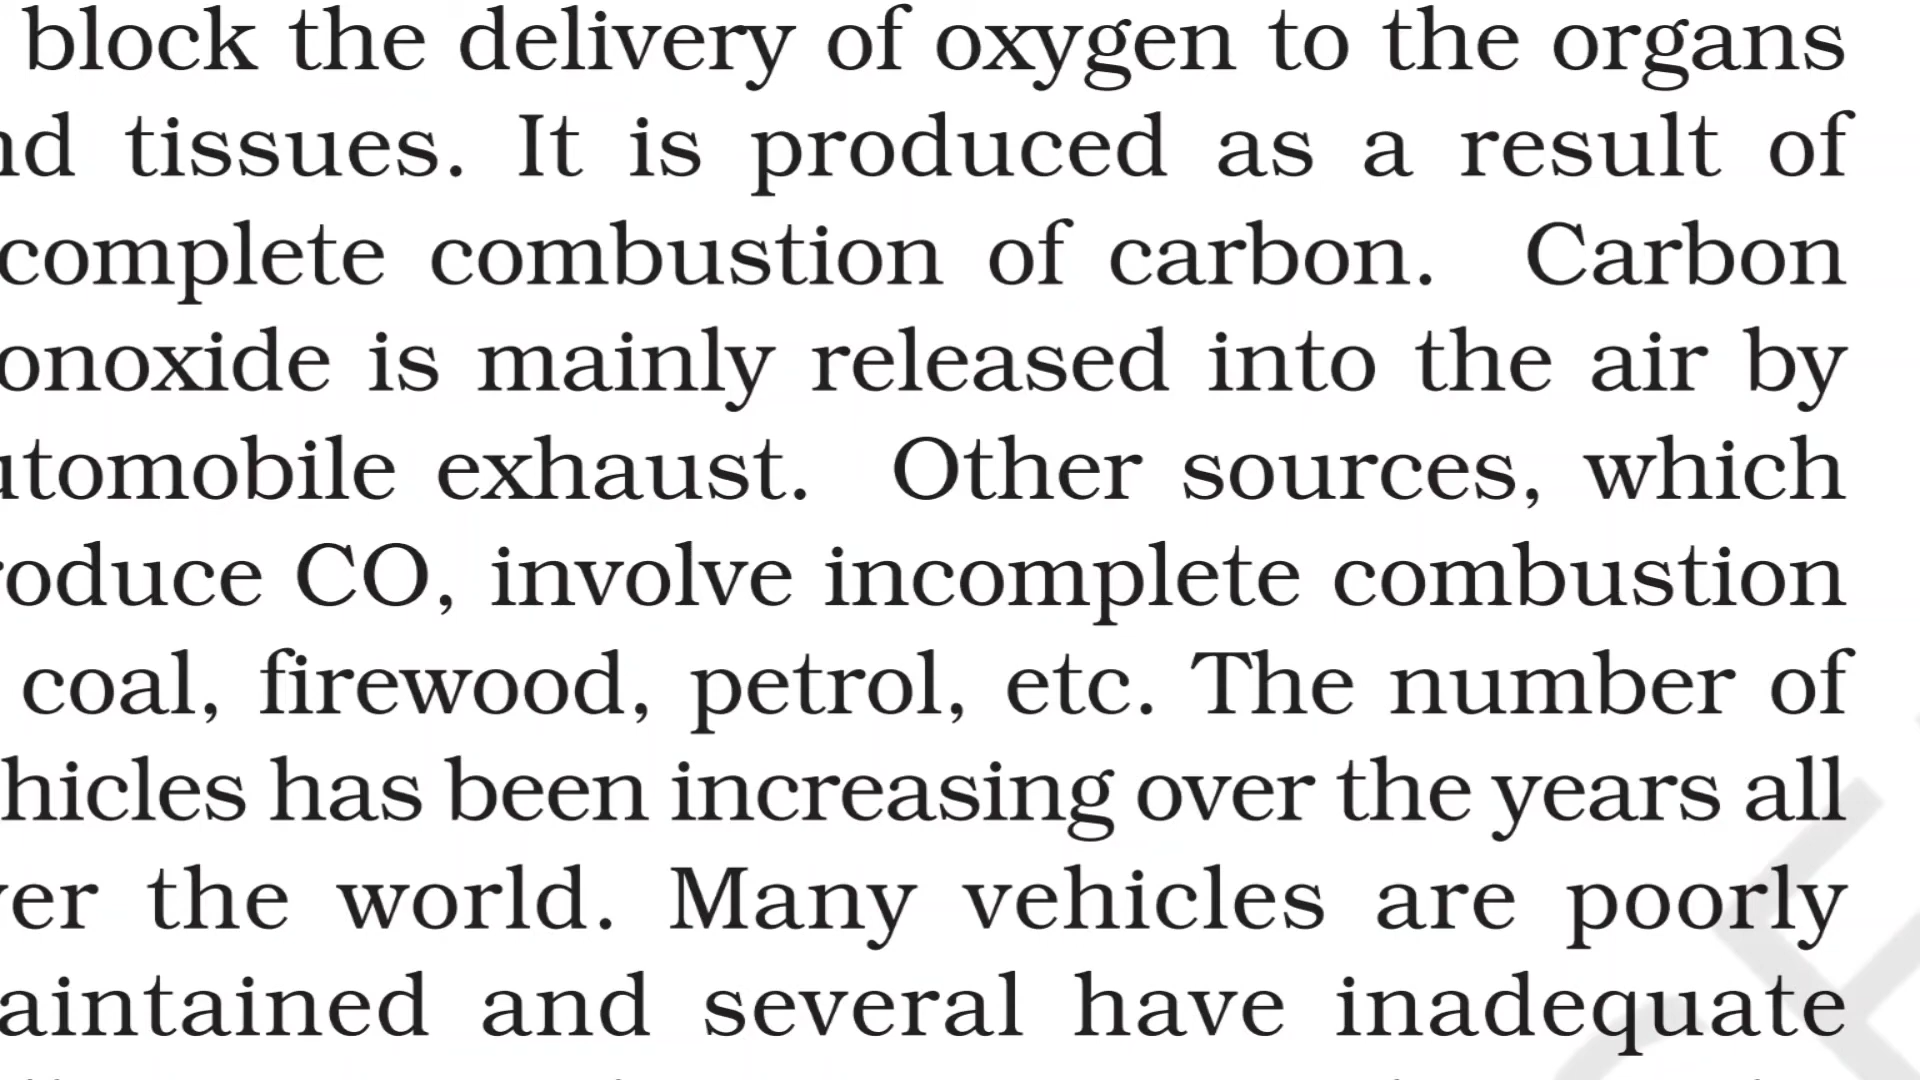 block the delivery of oxygen to the organs
nd tissues. It is produced as a result of
complete combustion of carbon. Carbon
onoxide is mainly released into the air by
utomobile exhaust. Other sources, which
roduce CO, involve incomplete combustion
coal, firewood, petrol, etc. The number of
hicles has been increasing over the years all
ver the world. Many vehicles are poorly
aintained and several have inadequate